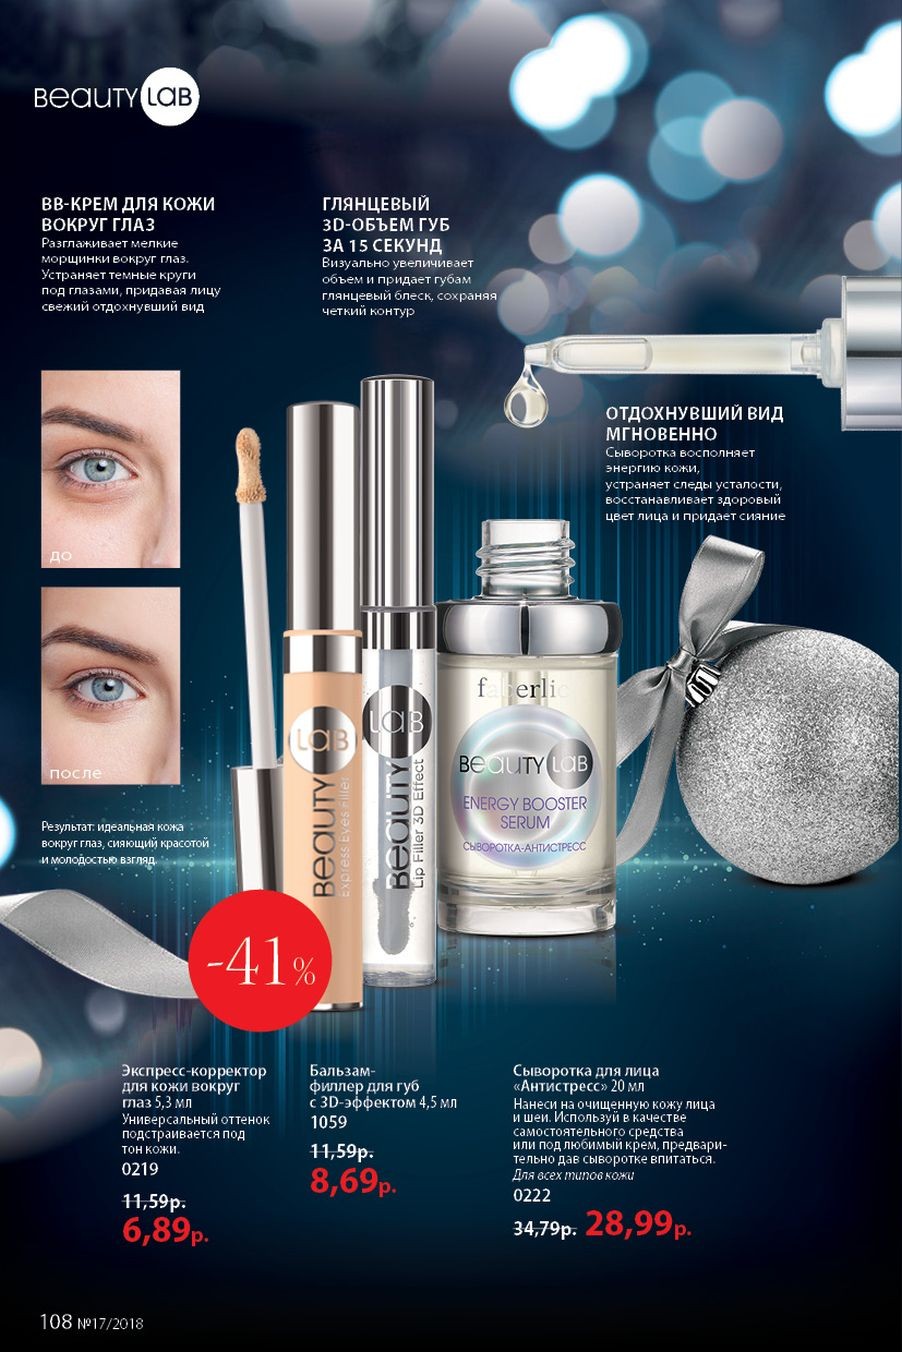 BEAUTY LAB
BB-КРЕМ ДЛЯ КОЖИ
ВОКРУГ ГЛАЗ
Разглаживает мелкие
морщинки вокруг глаз.
Устраняет темные круги
под глазами, придавая лицу
свежий отдохнувший вид
ГЛЯНЦЕВЫЙ
3D-ОБЪЕМ ГУБ
ЗА 15 СЕКУНД
Визуально увеличивает
объем и придает губам
глянцевый блеск, сохраняя
четкий контур
ОТДОХНУВШИЙ ВИД
МГНОВЕННО
Сыворотка восполняет
энергию кожи,
устраняет следы усталости,
восстанавливает здоровый
цвет лица и придает сияние
до
после
Результат: идеальная кожа
вокруг глаз, сияющий красотой
и молодостью взгляд.
BEAUTY LAB
Express Eyes Filler
BEAUTY LAB
Lip Filler 3D Effect
faberlic
BEAUTY LAB
ENERGY BOOSTER
SERUM
СЫВОРОТКА-АНТИСТРЕСС
-41%
Экспресс-корректор
для кожи вокруг
глаз 5,3 мл
Универсальный оттенок
подстраивается под
тон кожи.
0219
11,59р.
6,89р.
Бальзам-
филлер для губ
с 3D-эффектом 4,5 мл
1059
11,59р.
8,69р.
Сыворотка для лица
«Антистресс» 20 мл
Нанеси на очищенную кожу лица
и шеи. Используй в качестве
самостоятельного средства
или под любимый крем, предвари-
тельно дав сыворотке впитаться.
Для всех типов кожи
0222
34,79р. 28,99р.
108 №17/2018